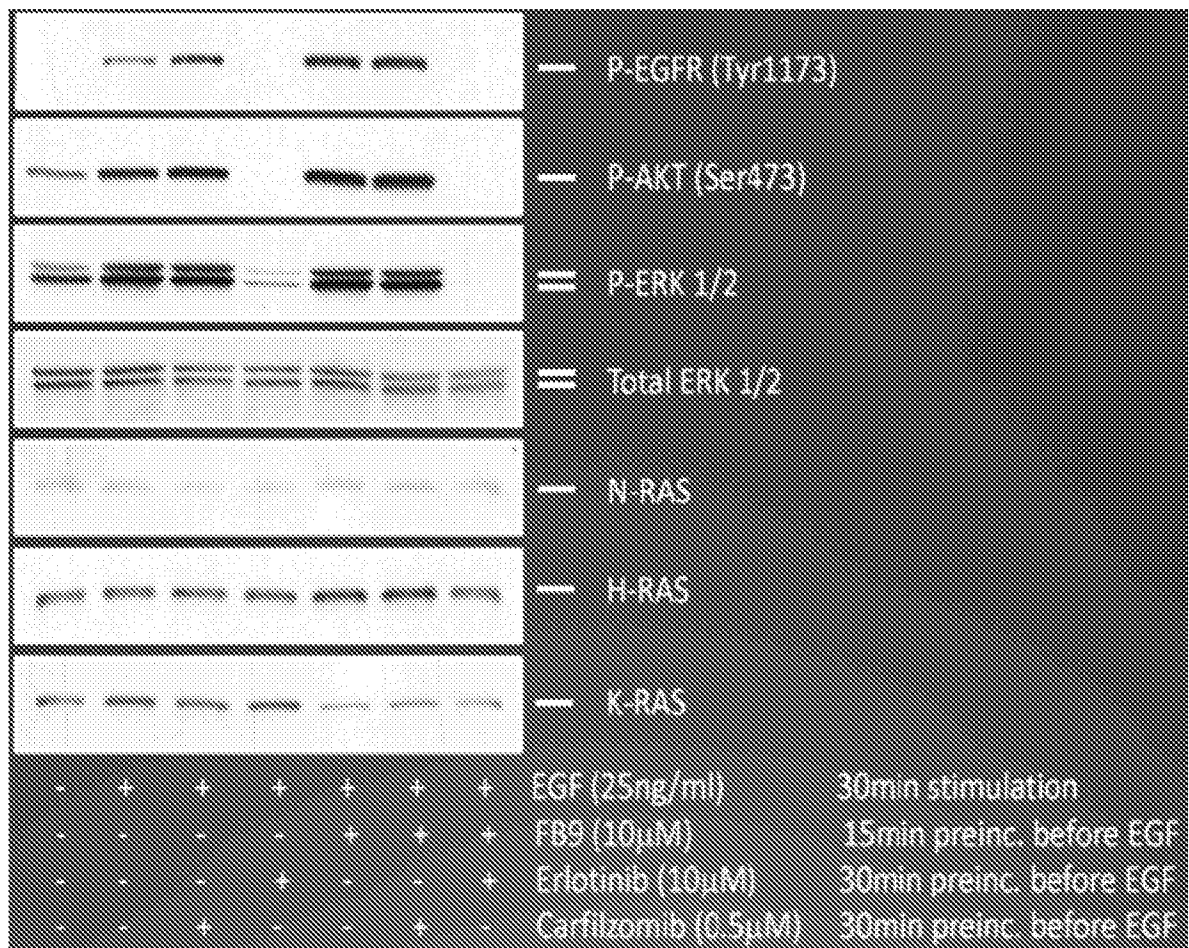 P-EGFR (Tyr1173)
P-AKT (Ser473)
P-ERK 1/2
Total ERK 1/2
N-RAS
H-RAS
K-RAS
- + + + + + + EGF (25ng/ml) 30min stimulation
- - - - + + + FB9 (10µM) 15min preinc. before EGF
- - - + - - + Erlotinib (10µM) 30min preinc. before EGF
- - + - - + - Carfilzomib (0.5µM) 30min preinc. before EGF